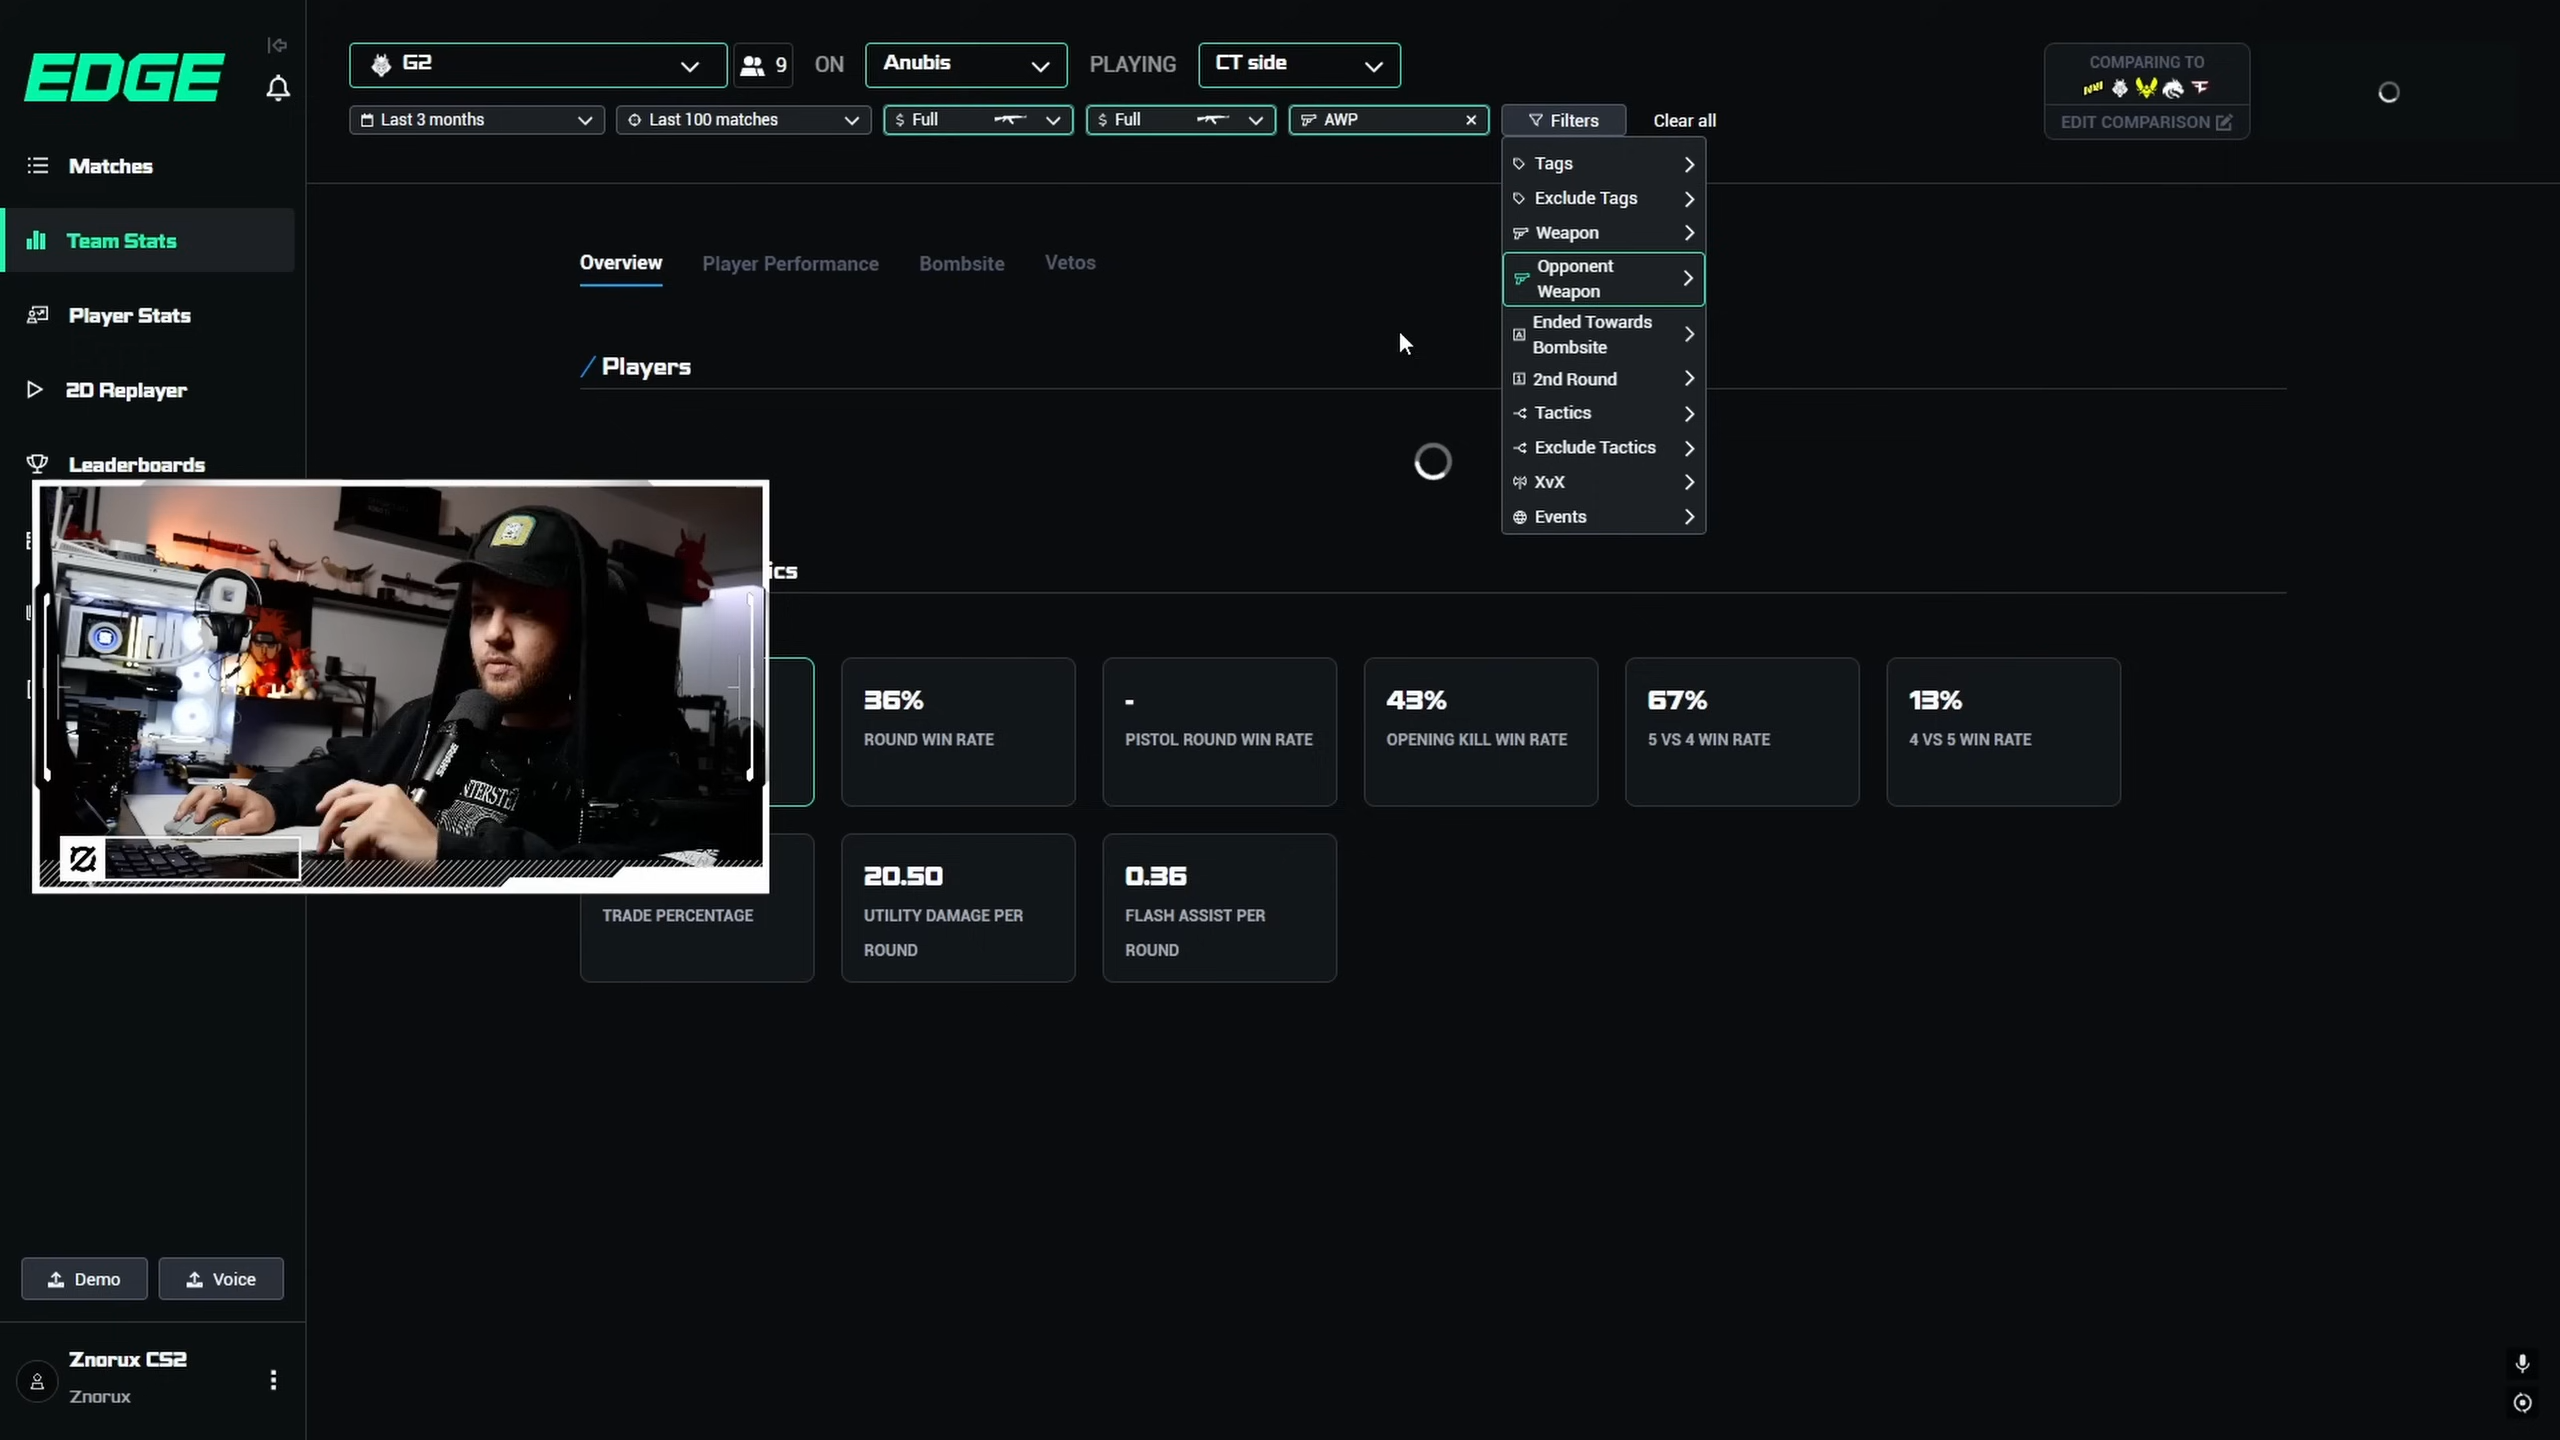 EDGE
G2
9
ON
Anubis
PLAYING
CT side
COMPARING TO
EDIT COMPARISON
Last 3 months
Last 100 matches
$ Full
$ Full
AWP
Filters
Clear all
Matches
Team Stats
Player Stats
2D Replayer
Leaderboards
Tags
Exclude Tags
Weapon
Opponent
Weapon
Ended Towards
Bombsite
2nd Round
Tactics
Exclude Tactics
XvX
Events
Overview
Player Performance
Bombsite
Vetos
Players
ics
36%
ROUND WIN RATE
-
PISTOL ROUND WIN RATE
43%
OPENING KILL WIN RATE
67%
5 VS 4 WIN RATE
13%
4 VS 5 WIN RATE
TRADE PERCENTAGE
20.50
UTILITY DAMAGE PER
ROUND
0.36
FLASH ASSIST PER
ROUND
Demo
Voice
Znorux CS2
Znorux